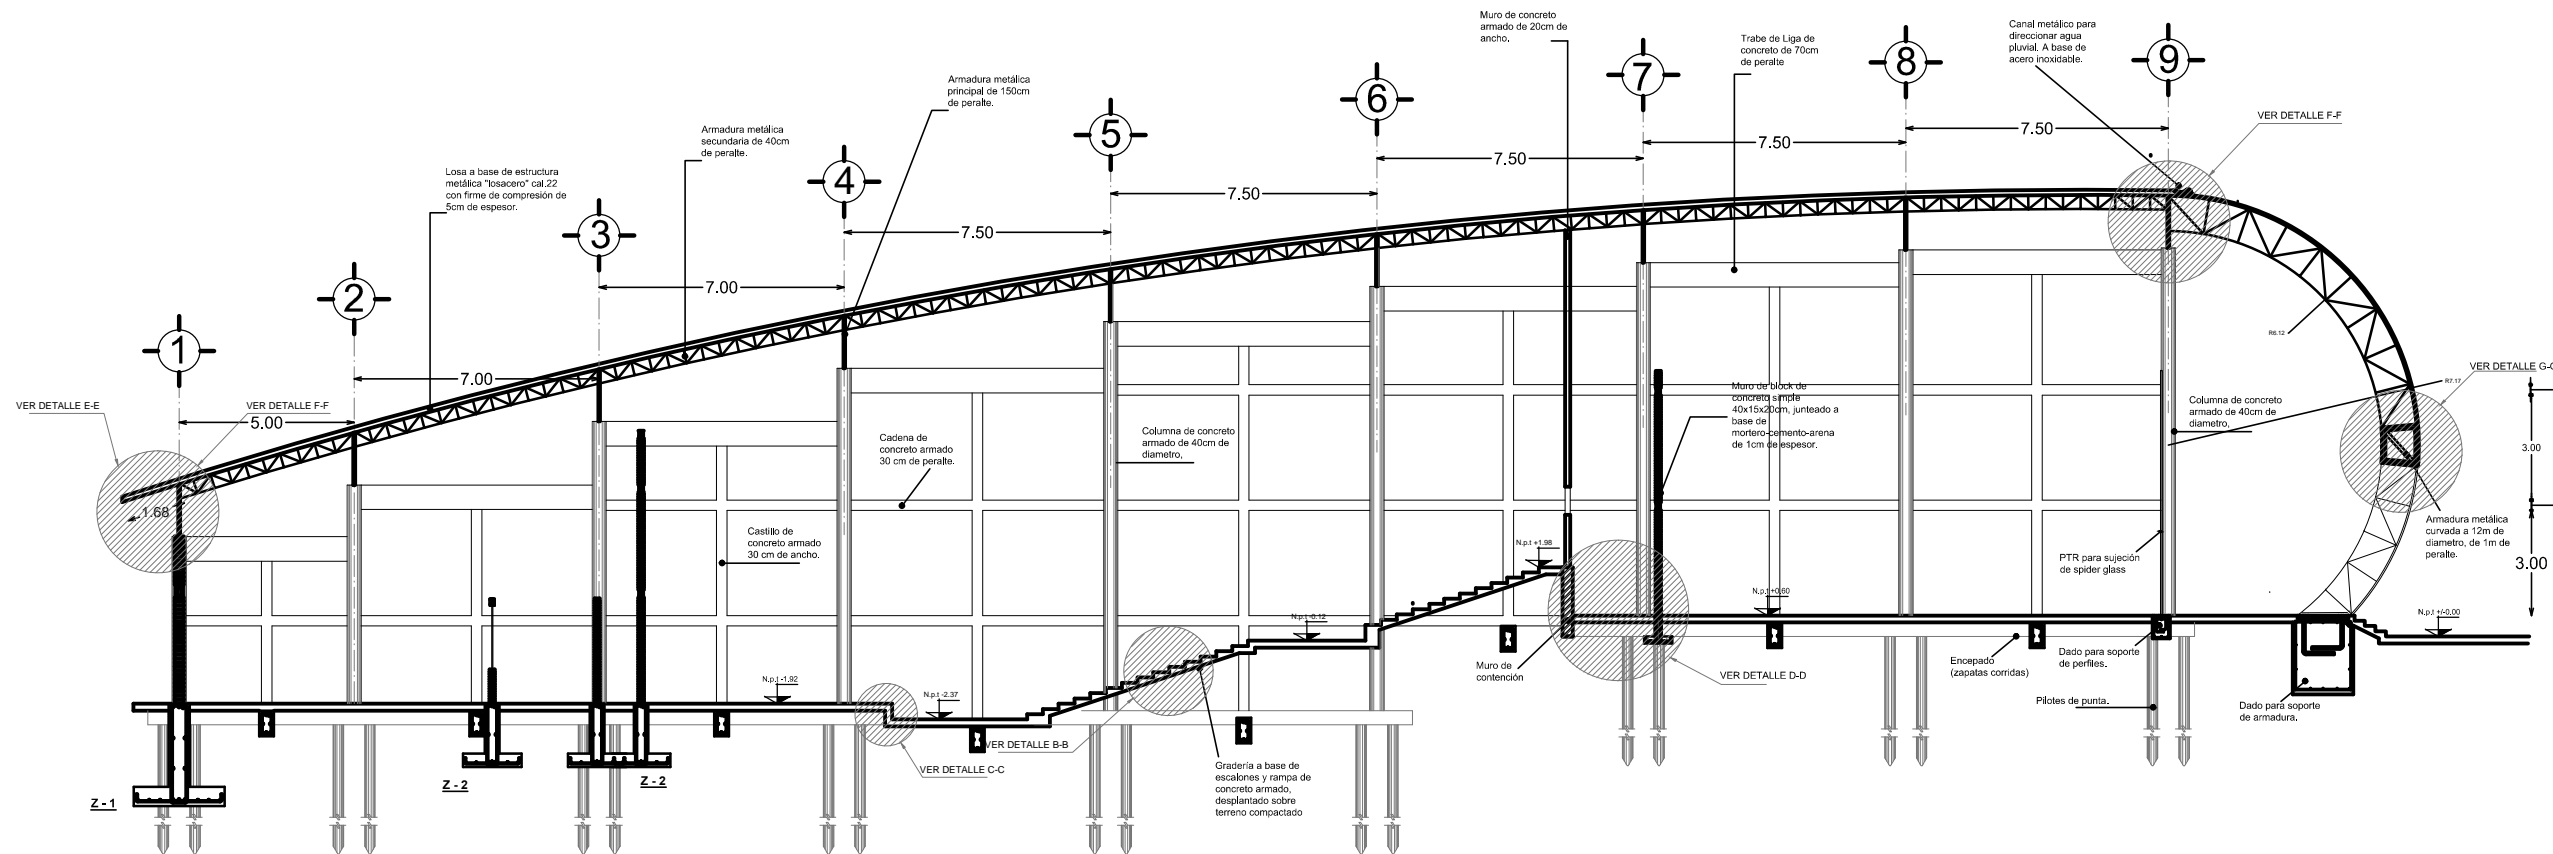 Muro de concreto
armado de 20cm de
ancho.
Trabe de Liga de
concreto de 70cm
de peralte
Canal metálico para
direccionar agua
pluvial. A base de
acero inoxidable.
9
8
7
6
5
4
3
2
1
Armadura metálica
principal de 150cm
de peralte.
Armadura metálica
secundaria de 40cm
de peralte.
Losa a base de estructura
metálica "losacero" cal.22
con firme de compresión de
5cm de espesor.
VER DETALLE F-F
7.50
7.50
7.50
7.50
7.50
7.00
7.00
5.00
VER DETALLE E-E
VER DETALLE F-F
1.68
R6.12
VER DETALLE G-
R7.17
Muro de block de
concreto simple
40x15x20cm, junteado a
base de
mortero-cemento-arena
de 1cm de espesor.
Columna de concreto
armado de 40cm de
diametro,
Columna de concreto
armado de 40cm de
diametro,
Cadena de
concreto armado
30 cm de peralte.
3.00
Castillo de
concreto armado
30 cm de ancho.
Armadura metálica
curvada a 12m de
diametro, de 1m de
peralte.
PTR para sujeción
de spider glass
3.00
N.p.t +1.98
N.p.t +0.60
N.p.t -0.12
N.p.t +/-0.00
N.p.t -1.92
N.p.t -2.37
Muro de
contención
VER DETALLE D-D
Encepado
(zapatas corridas)
Dado para soporte
de perfiles.
Pilotes de punta.
Dado para soporte
de armadura.
VER DETALLE B-B
VER DETALLE C-C
Gradería a base de
escalones y rampa de
concreto armado,
desplantado sobre
terreno compactado
Z - 1
Z - 2
Z - 2